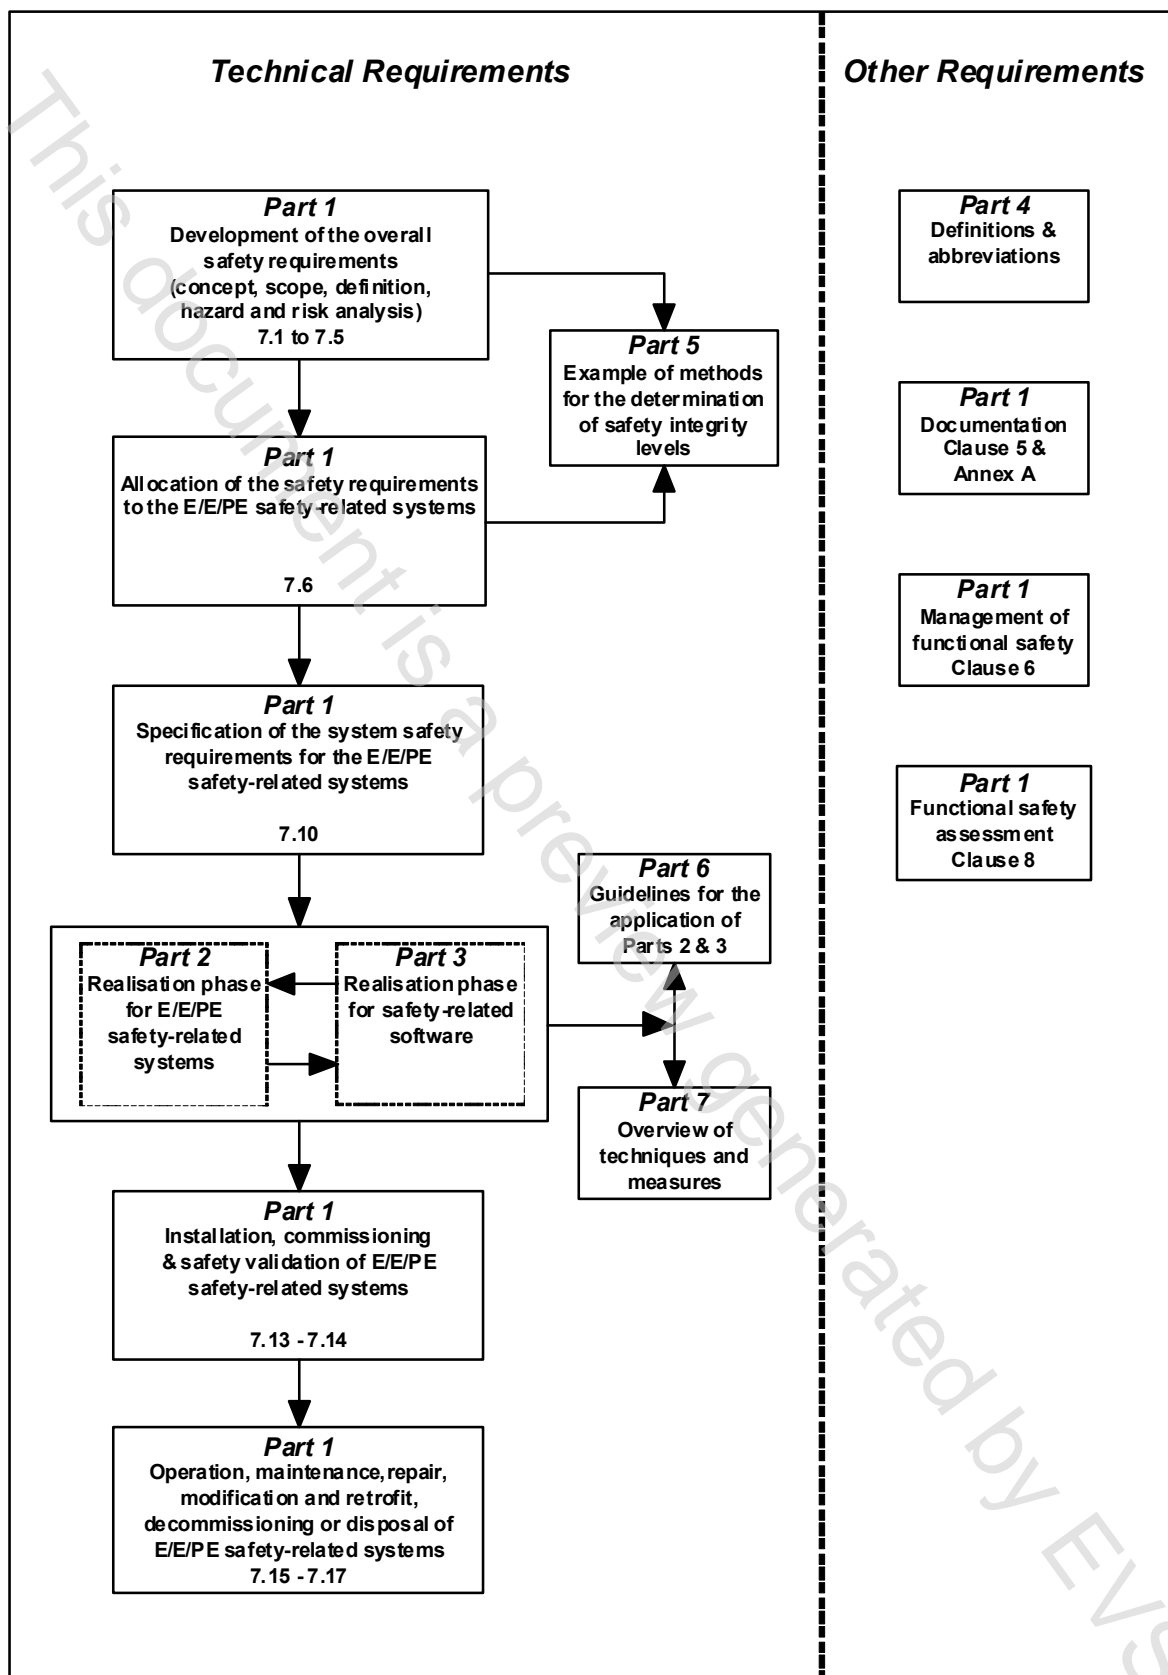 Technical Requirements
Other Requirements
Part 1
Development of the overall
safety requirements
(concept, scope, definition,
hazard and risk analysis)
7.1 to 7.5
Part 5
Example of methods
for the determination
of safety integrity
levels
Part 1
Allocation of the safety requirements
to the E/E/PE safety-related systems
7.6
Part 1
Specification of the system safety
requirements for the E/E/PE
safety-related systems
7.10
Part 6
Guidelines for the
application of
Parts 2 & 3
Part 2
Realisation phase
for E/E/PE
safety-related
systems
Part 3
Realisation phase
for safety-related
software
Part 7
Overview of
techniques and
measures
Part 1
Installation, commissioning
& safety validation of E/E/PE
safety-related systems
7.13 - 7.14
Part 1
Operation, maintenance, repair,
modification and retrofit,
decommissioning or disposal of
E/E/PE safety-related systems
7.15 - 7.17
Part 4
Definitions &
abbreviations
Part 1
Documentation
Clause 5 &
Annex A
Part 1
Management of
functional safety
Clause 6
Part 1
Functional safety
assessment
Clause 8
This document is a preview generated by EVS